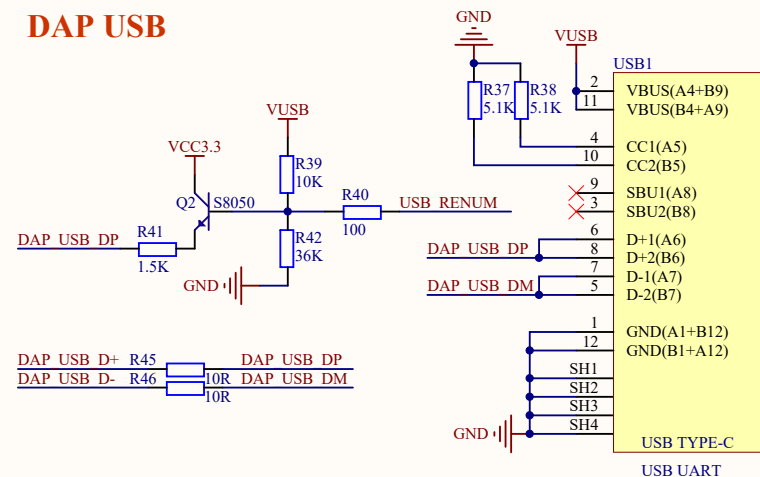 DAP USB
GND
VUSB
USB1
2 VBUS(A4+B9)
R37 R38
5.1K 5.1K
11 VBUS(B4+A9)
VUSB
4 CC1(A5)
VCC3.3
10 CC2(B5)
R39
10K
9 SBU1(A8)
Q2 S8050
R40 USB_RENUM
3 SBU2(B8)
100
6 D+1(A6)
R41
R42
DAP_USB_DP
DAP_USB_DP 8 D+2(B6)
36K
1.5K
7 D-1(A7)
GND
DAP_USB_DM 5 D-2(B7)
1 GND(A1+B12)
12 GND(B1+A12)
DAP_USB_D+ R45 DAP_USB_DP
10R
SH1
DAP_USB_D- R46 DAP_USB_DM
10R
SH2
SH3
GND SH4
USB TYPE-C
USB UART